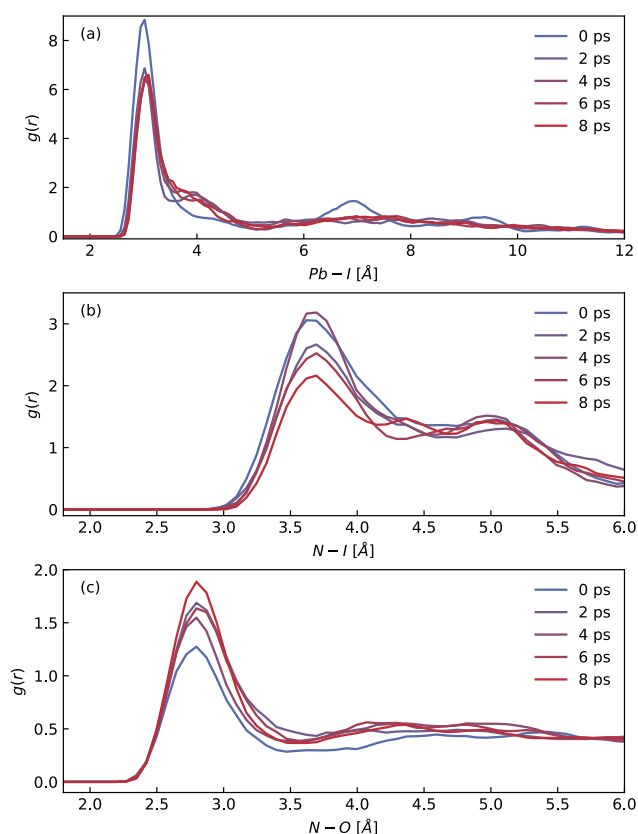 (a)
0 ps
2 ps
4 ps
6 ps
8 ps
g(r)
8
6
4
2
0
2 4 6 8 10 12
Pb − I [Å]
(b)
0 ps
2 ps
4 ps
6 ps
8 ps
g(r)
3
2
1
0
2.0 2.5 3.0 3.5 4.0 4.5 5.0 5.5 6.0
N − I [Å]
(c)
0 ps
2 ps
4 ps
6 ps
8 ps
g(r)
2.0
1.5
1.0
0.5
0.0
2.0 2.5 3.0 3.5 4.0 4.5 5.0 5.5 6.0
N − O [Å]